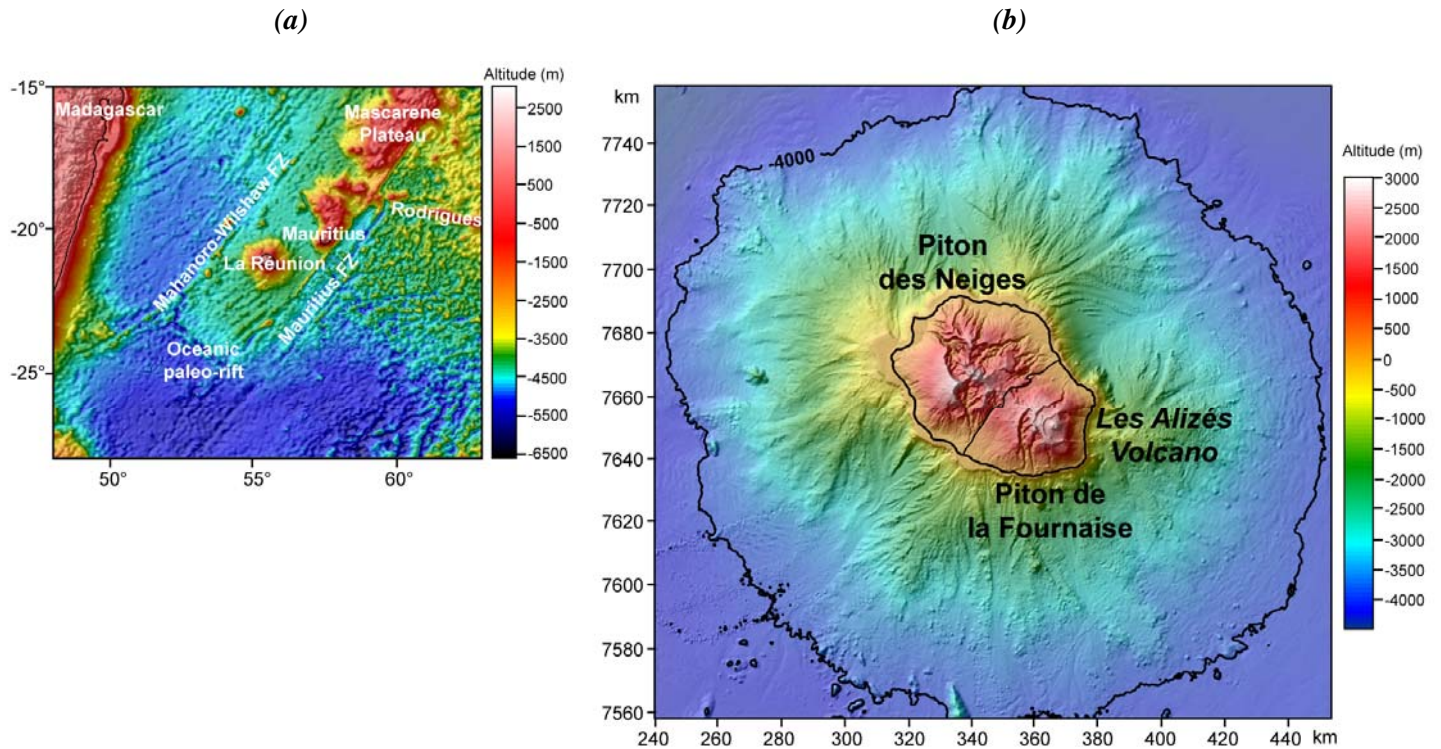 (a)
(b)
Altitude (m)
-15°
-20°
-25°
50°
55°
60°
Madagascar
Mascarene
Plateau
Mahanoro-Wilshaw FZ
Rodrigues
Mauritius
La Réunion
Mauritius FZ
Oceanic
paleo-rift
2500
1500
500
-500
-1500
-2500
-3500
-4500
-5500
-6500
km
7740
7720
7700
7680
7660
7640
7620
7600
7580
7560
240
260
280
300
320
340
360
380
400
420
440
km
-4000
Piton
des Neiges
Les Alizés
Volcano
Piton de
la Fournaise
Altitude (m)
3000
2500
2000
1500
1000
500
0
-500
-1000
-1500
-2000
-2500
-3000
-3500
-4000